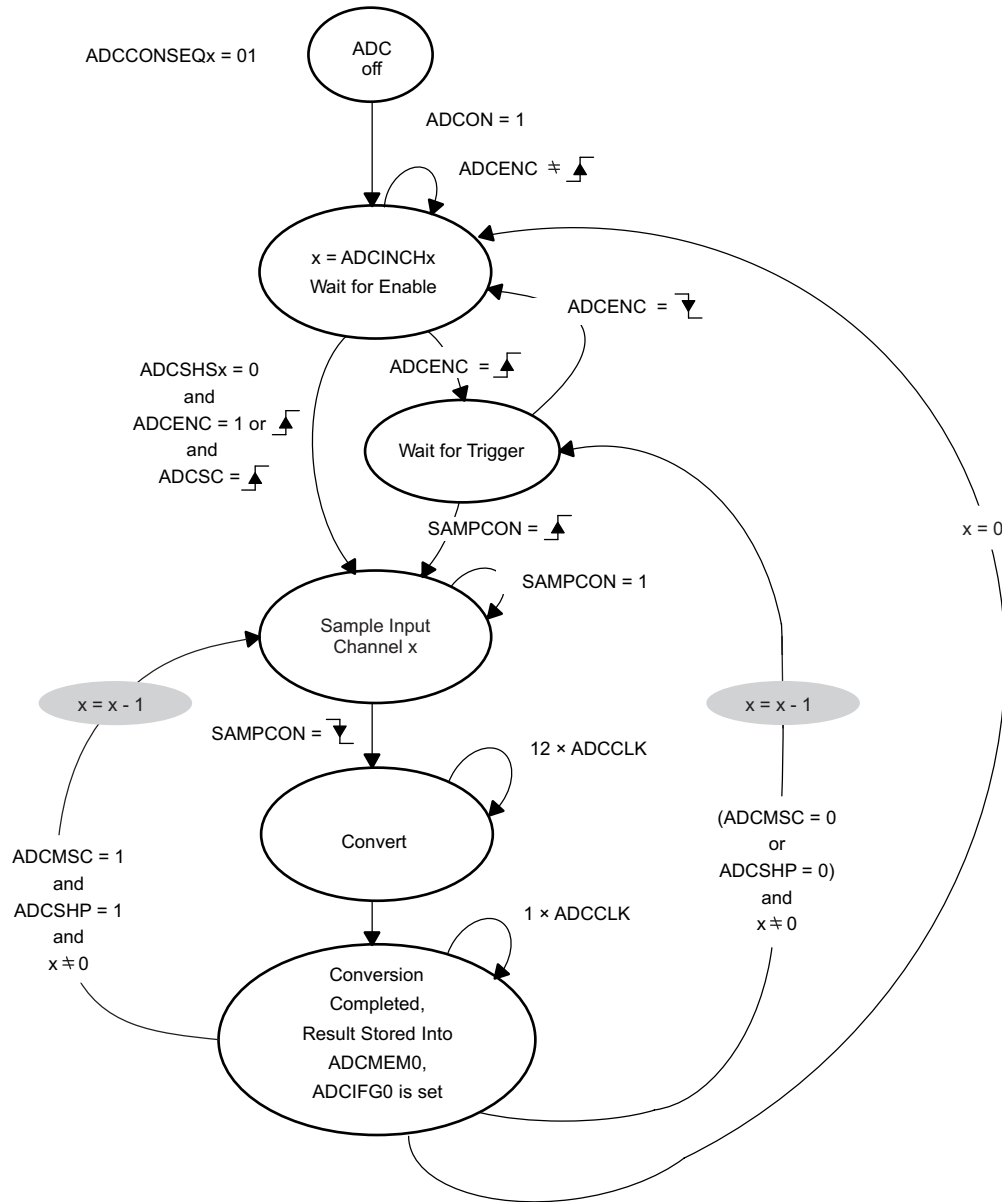 ADCCONSEQx = 01
ADC
off
ADCON = 1
ADCENC ≠
x = ADCINCHx
Wait for Enable
ADCENC =
ADCSHSx = 0
and
ADCENC = 1 or
and
ADCSC =
ADCENC =
Wait for Trigger
SAMPCON =
x = 0
SAMPCON = 1
Sample Input
Channel x
x = x - 1
x = x - 1
SAMPCON =
12 × ADCCLK
Convert
(ADCMSC = 0
or
ADCSHP = 0)
and
x ≠ 0
ADCMSC = 1
and
ADCSHP = 1
and
x ≠ 0
1 × ADCCLK
Conversion
Completed,
Result Stored Into
ADCMEM0,
ADCIFG0 is set